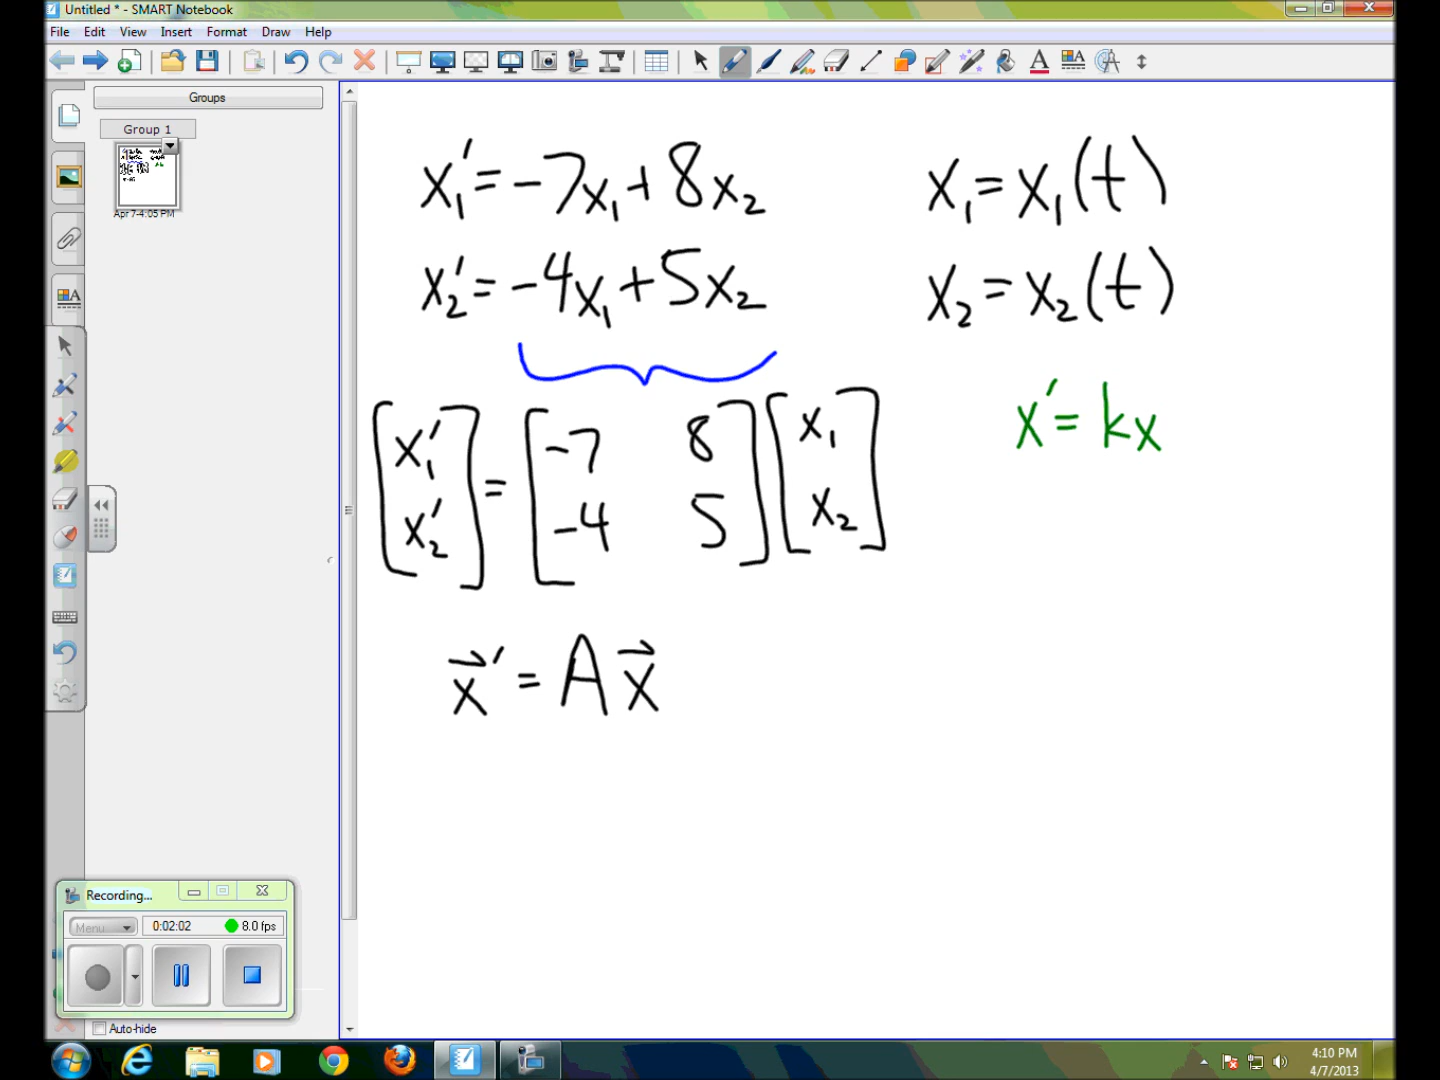 Untitled * - SMART Notebook
File Edit View Insert Format Draw Help
Groups
Group 1
Apr 7-4:05 PM
x₁' = -7x₁ + 8x₂
x₁ = x₁(t)
x₂' = -4x₁ + 5x₂
x₂ = x₂(t)
[x₁' x₂'] = [-7 8 -4 5] [x₁ x₂]
x' = kx
x⃗' = A x⃗
Recording...
Menu 0:02:02 8.0 fps
Auto-hide
4:10 PM
4/7/2013